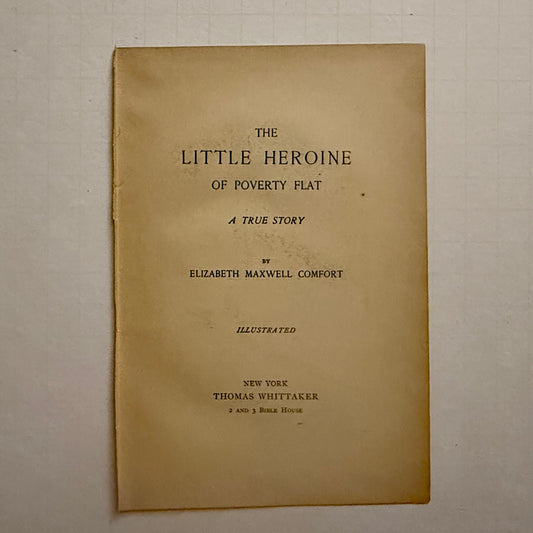 THE
LITTLE HEROINE
OF POVERTY FLAT
A TRUE STORY
BY
ELIZABETH MAXWELL COMFORT
ILLUSTRATED
NEW YORK
THOMAS WHITTAKER
2 AND 3 BIBLE HOUSE